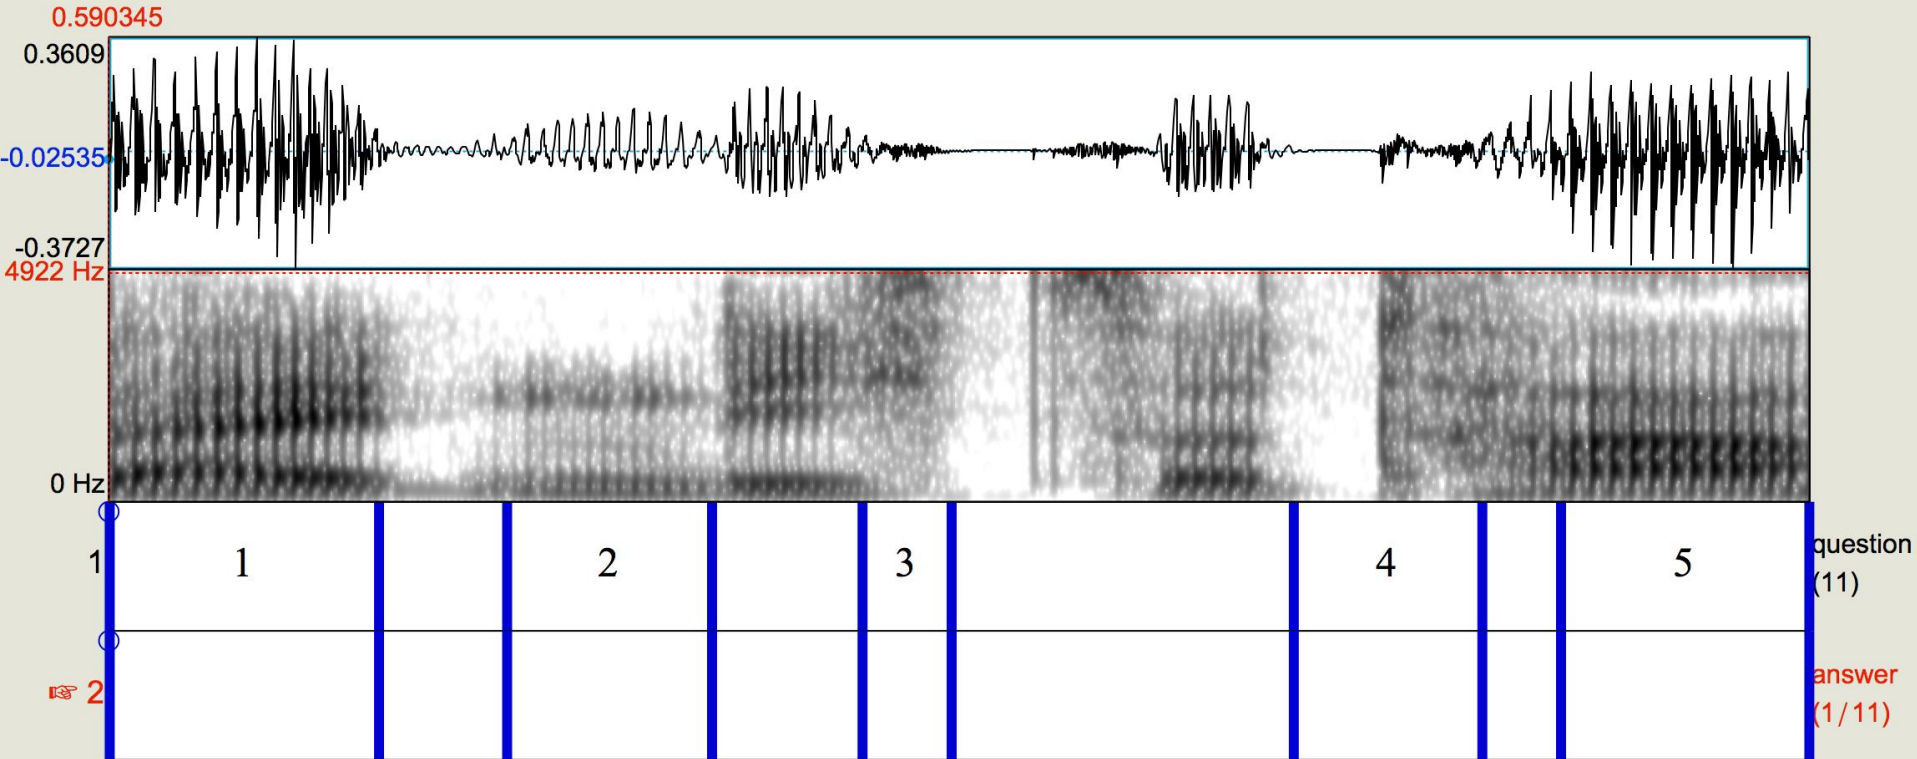 0.590345
0.3609
-0.02535
-0.3727
4922 Hz
0 Hz
1 1 2 3 4 5 question
(11)
☞ 2 answer
(1/11)